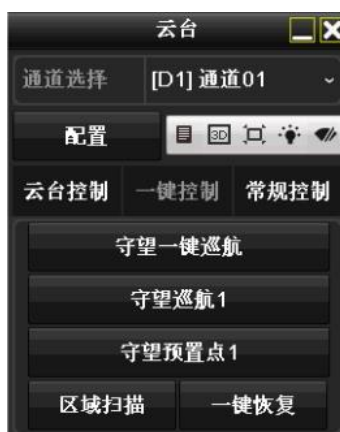 云台
通道选择 [D1] 通道01
配置 3D
云台控制 一键控制 常规控制
守望一键巡航
守望巡航1
守望预置点1
区域扫描 一键恢复